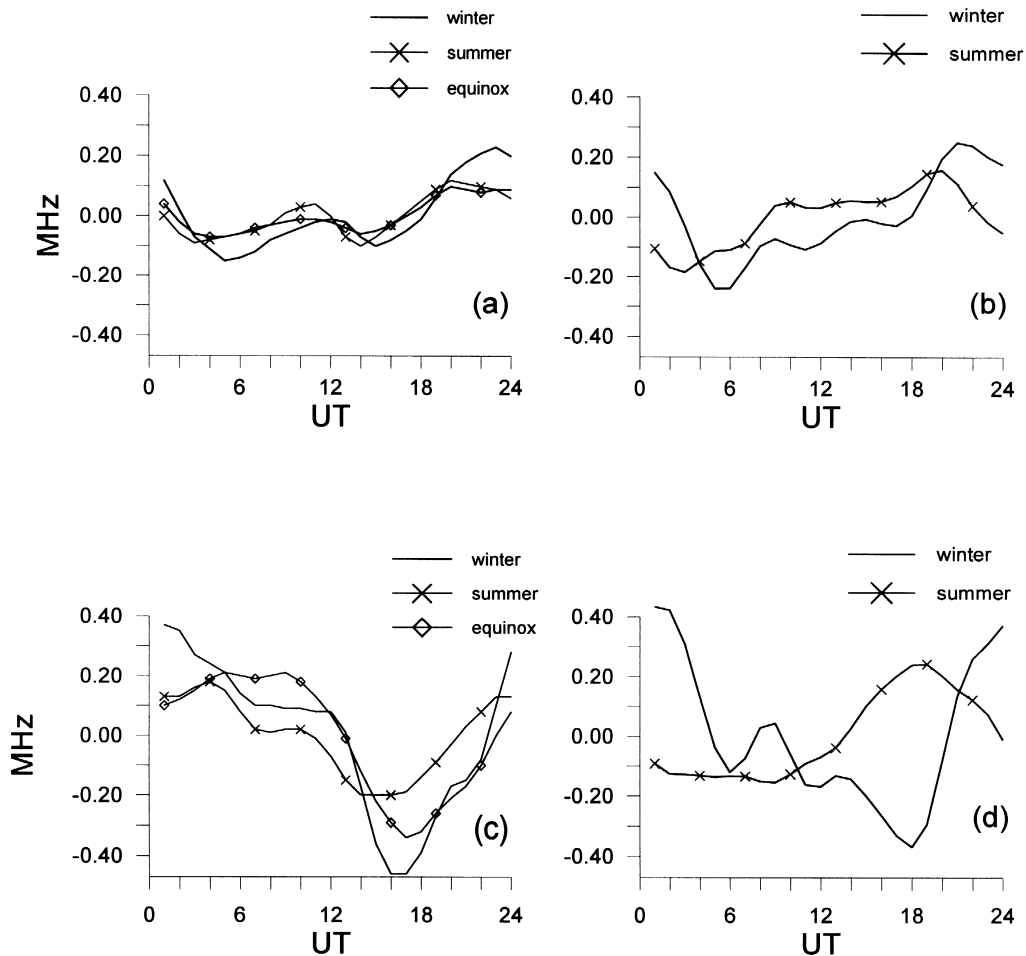 winter
summer
equinox
0.40
0.20
0.00
-0.20
-0.40
MHz
(a)
0 6 12 18 24
UT
winter
summer
0.40
0.20
0.00
-0.20
-0.40
(b)
0 6 12 18 24
UT
winter
summer
equinox
0.40
0.20
0.00
-0.20
-0.40
MHz
(c)
0 6 12 18 24
UT
winter
summer
0.40
0.20
0.00
-0.20
-0.40
(d)
0 6 12 18 24
UT